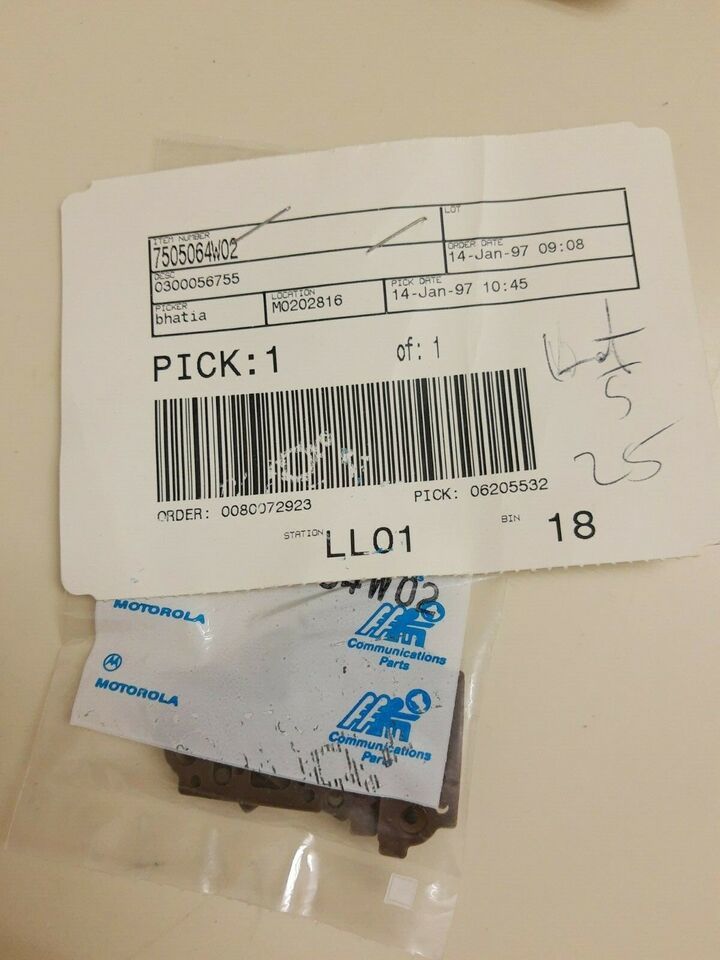 ITEM NUMBER
7505064W02
LOT
DESC
0300056755
ORDER DATE
14-Jan-97 09:08
PICKER
bhatia
LOCATION
M0202816
PICK DATE
14-Jan-97 10:45
PICK:1 of: 1
5
25
ORDER: 0080072923 PICK: 06205532
STATION LL01 BIN 18
64W02
MOTOROLA
Communications
Parts
MOTOROLA
Communications
Parts